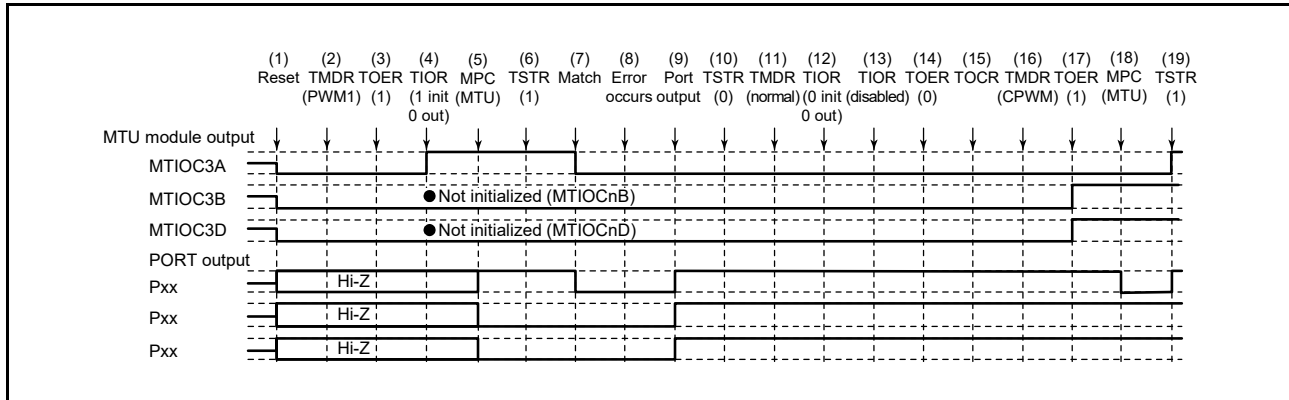 (1) (2) (3) (4) (5) (6) (7) (8) (9) (10) (11) (12) (13) (14) (15) (16) (17) (18) (19)
Reset TMDR TOER TIOR MPC TSTR Match Error Port TSTR TMDR TIOR TIOR TOER TOCR TMDR TOER MPC TSTR
(PWM1) (1) (1 init (MTU) (1) occurs output (0) (normal) (0 init (disabled) (0) (CPWM) (1) (MTU) (1)
0 out) 0 out)
MTU module output
MTIOC3A
MTIOC3B ●Not initialized (MTIOCnB)
MTIOC3D ●Not initialized (MTIOCnD)
PORT output
Pxx Hi-Z
Pxx Hi-Z
Pxx Hi-Z